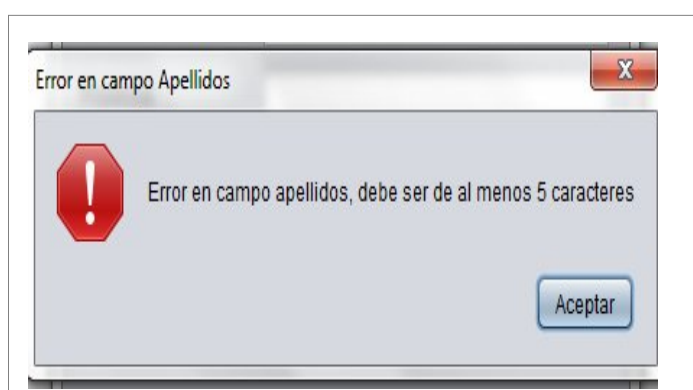 Error en campo Apellidos
Error en campo apellidos, debe ser de al menos 5 caracteres
Aceptar